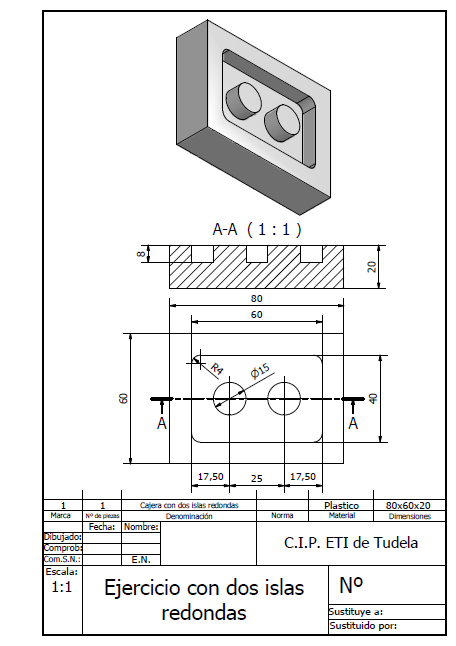 A-A ( 1 : 1 )
8
20
80
60
R4
Ø15
60
40
A
A
17,50
25
17,50
1
1
Cajera con dos islas redondas
Plastico
80x60x20
Marca
Nº de piezas
Denominación
Norma
Material
Dimensiones
Fecha:
Nombre:
Dibujado:
Comprob:
Com.S.N.:
E.N.
C.I.P. ETI de Tudela
Escala:
1:1
Ejercicio con dos islas
redondas
Nº
Sustituye a:
Sustituido por: